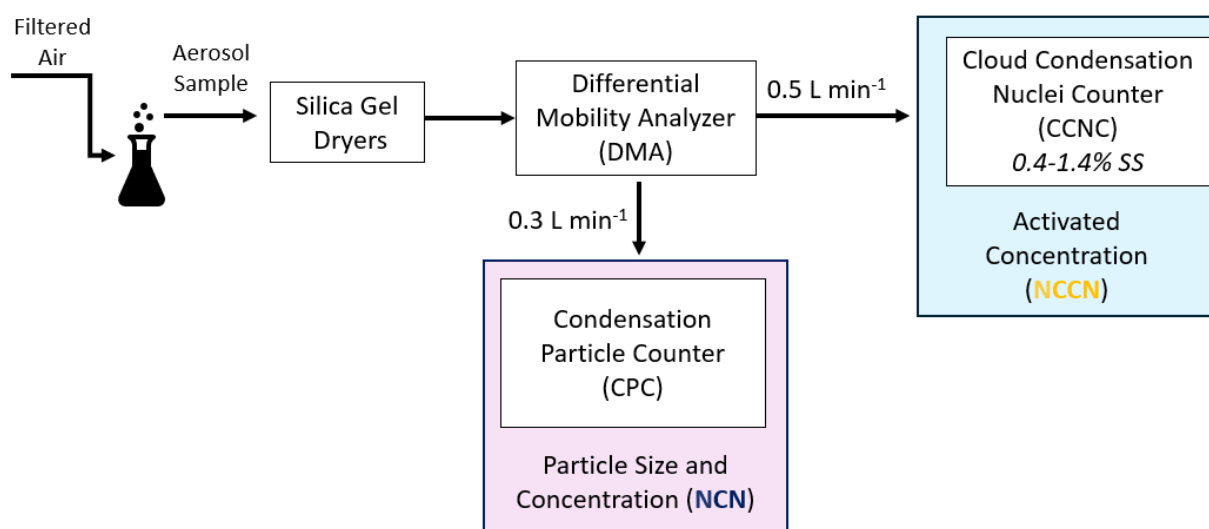 Filtered
Air
Aerosol
Sample
Silica Gel
Dryers
Differential
Mobility Analyzer
(DMA)
0.5 L min⁻¹
Cloud Condensation
Nuclei Counter
(CCNC)
0.4-1.4% SS
Activated
Concentration
(NCCN)
0.3 L min⁻¹
Condensation
Particle Counter
(CPC)
Particle Size and
Concentration (NCN)